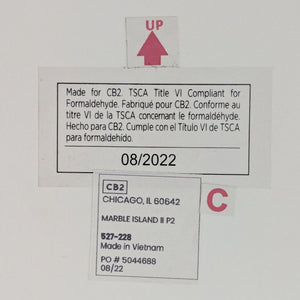 UP
Made for CB2. TSCA Title VI Compliant for
Formaldehyde. Fabriqué pour CB2. Conforme au
titre VI de la TSCA concernant le formaldéhyde.
Hecho para CB2. Cumple con el Título VI de TSCA
para formaldehido.
08/2022
CB2
CHICAGO, IL 60642
MARBLE ISLAND II P2
C
527-228
Made in Vietnam
PO # 5044688
08/22